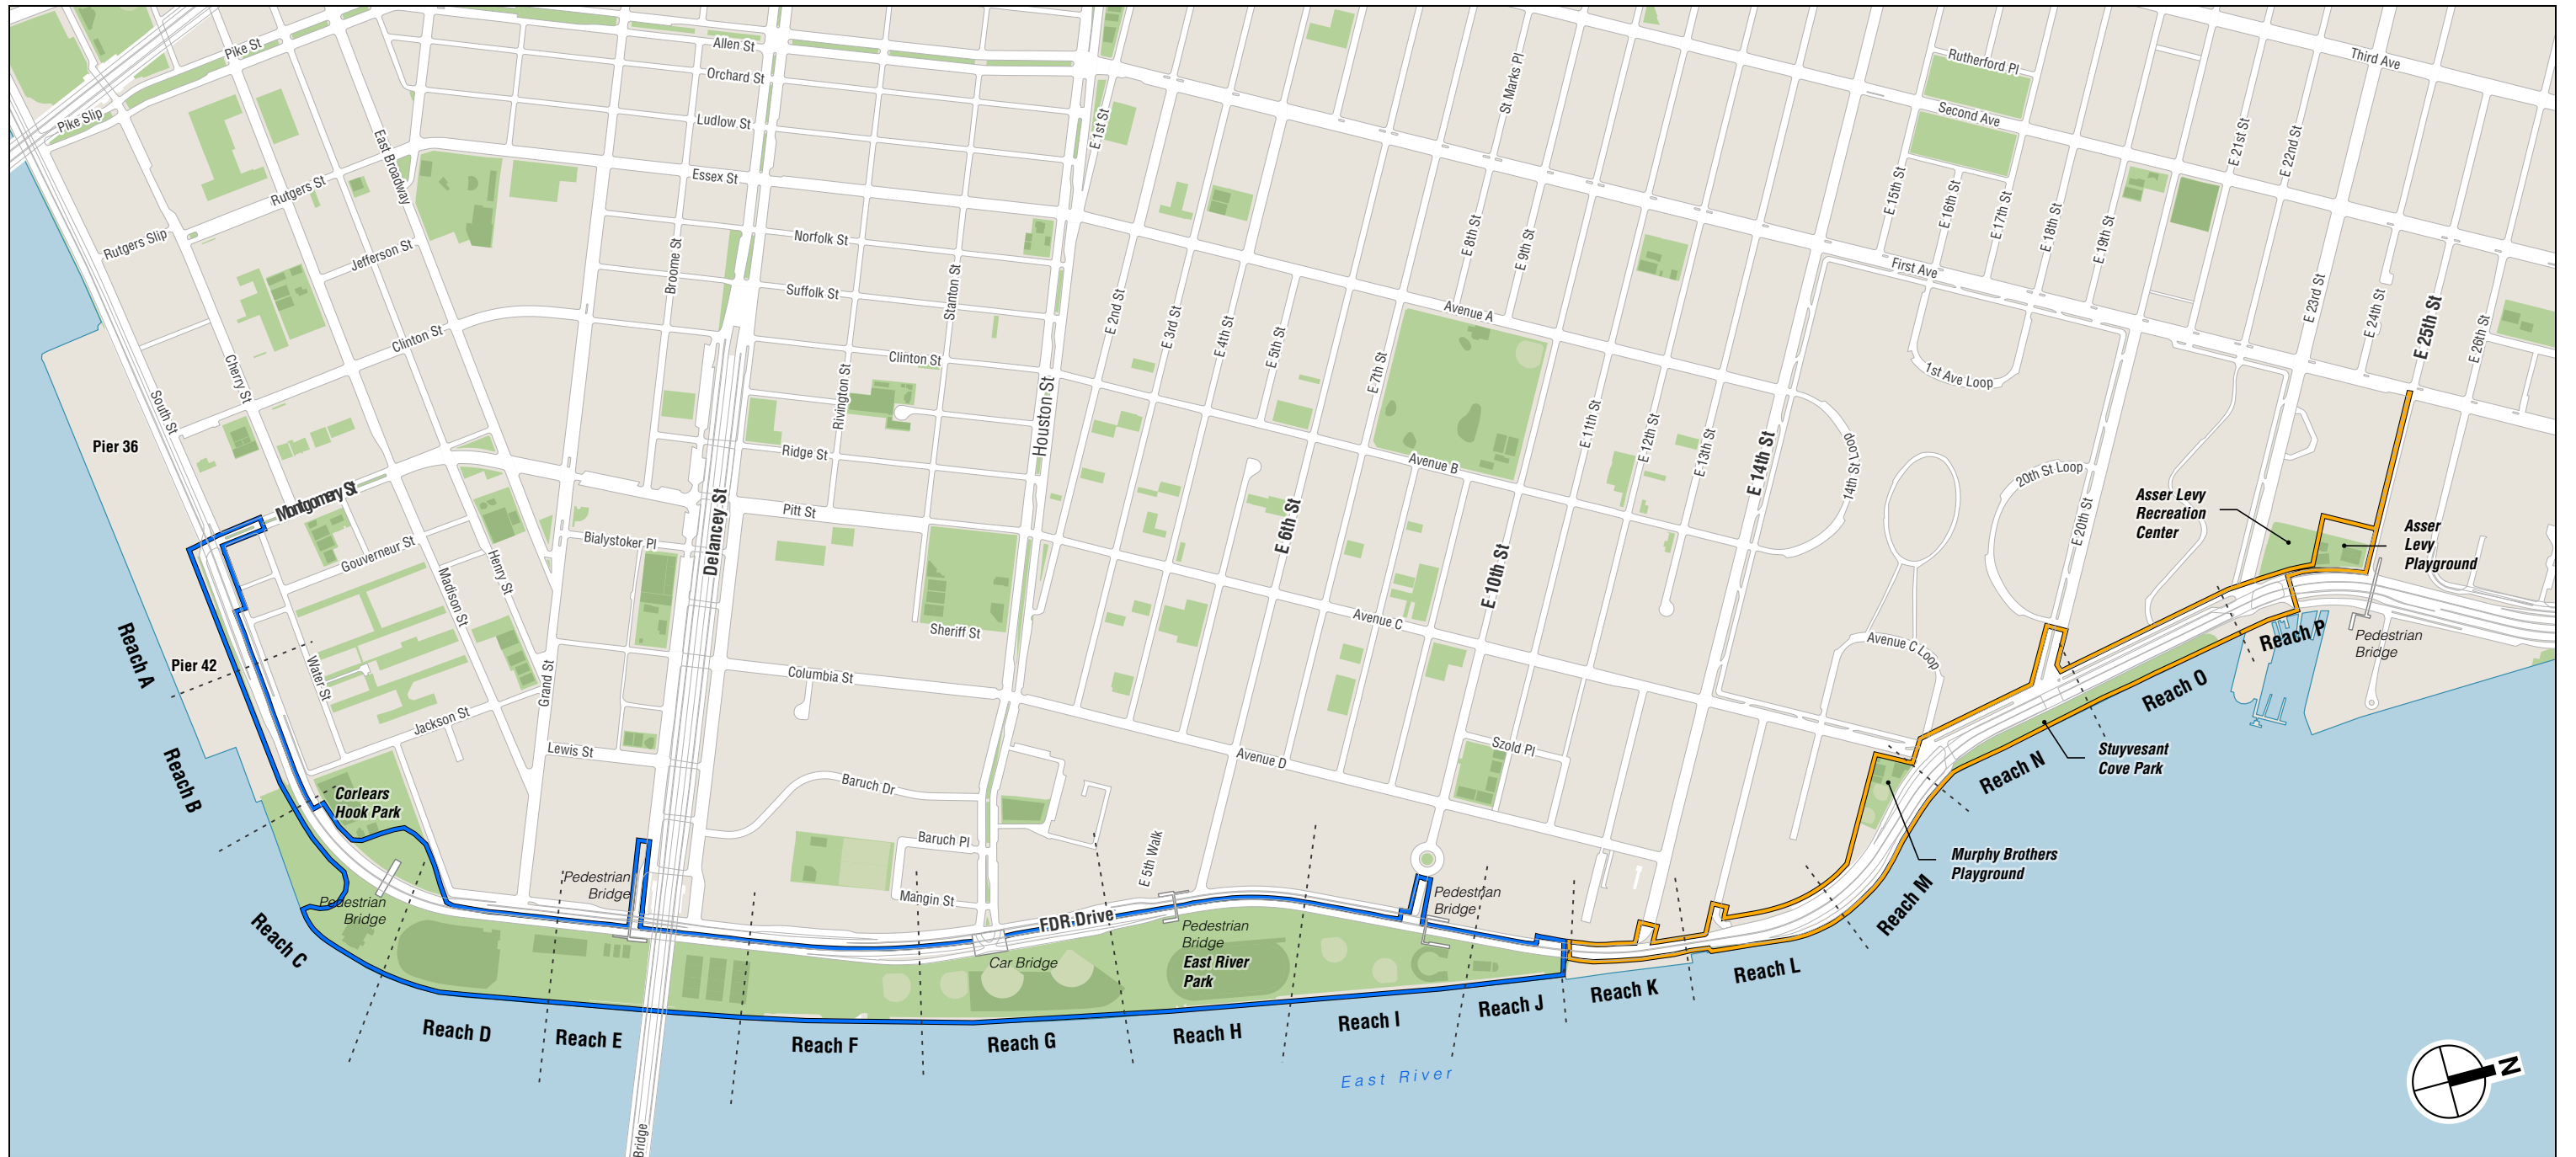 Pike St
Allen St
Third Ave
Rutherford Pl
Orchard St
St Marks Pl
Second Ave
Pike Slip
Ludlow St
E 1st St
East Broadway
E 21st St
E 22nd St
Essex St
Rutgers St
E 15th St
E 16th St
E 17th St
E 18th St
E 19th St
Rutgers Slip
Norfolk St
E 8th St
E 9th St
Jefferson St
Broome St
First Ave
Suffolk St
Stanton St
E 2nd St
E 3rd St
E 4th St
E 5th St
Avenue A
E 23rd St
E 24th St
E 25th St
E 26th St
Clinton St
Clinton St
Cherry St
E 7th St
1st Ave Loop
South St
Rivington St
Houston St
E 11th St
E 12th St
E 13th St
E 14th St
14th St Loop
Pier 36
Ridge St
Avenue B
20th St Loop
Montgomery St
Pitt St
Delancey St
E 6th St
E 20th St
Asser Levy
Recreation
Center
Asser
Levy
Playground
Gouverneur St
Henry St
Bialystoker Pl
E 10th St
Madison St
Sheriff St
Avenue C
Avenue C Loop
Reach A
Pier 42
Water St
Grand St
Columbia St
Reach P
Pedestrian
Bridge
Reach O
Jackson St
Lewis St
Avenue D
Szold Pl
Stuyvesant
Cove Park
Reach N
Reach B
Corlears
Hook Park
Baruch Dr
Baruch Pl
E 5th Walk
Murphy Brothers
Playground
Pedestrian
Bridge
Pedestrian
Bridge
Mangin St
FDR Drive
Pedestrian
Bridge
Reach M
Reach C
Pedestrian
Bridge
East River
Park
Car Bridge
Reach L
Reach K
Reach J
Reach I
Reach H
Reach G
Reach F
Reach E
Reach D
East River
N
Bridge